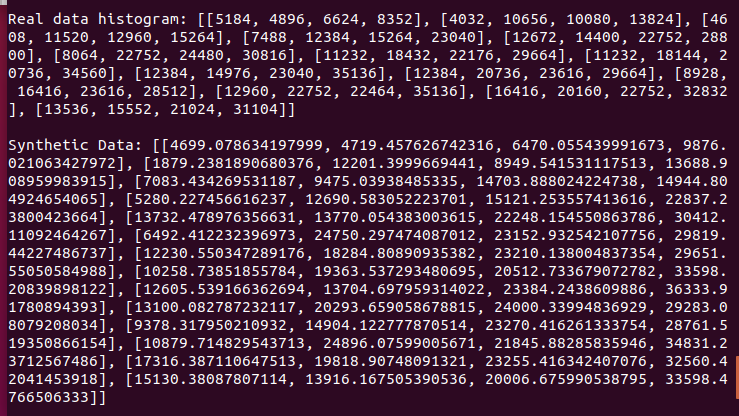 Real data histogram: [[5184, 4896, 6624, 8352], [4032, 10656, 10080, 13824], [46
08, 11520, 12960, 15264], [7488, 12384, 15264, 23040], [12672, 14400, 22752, 288
00], [8064, 22752, 24480, 30816], [11232, 18432, 22176, 29664], [11232, 18144, 2
0736, 34560], [12384, 14976, 23040, 35136], [12384, 20736, 23616, 29664], [8928,
 16416, 23616, 28512], [12960, 22752, 22464, 35136], [16416, 20160, 22752, 32832
], [13536, 15552, 21024, 31104]]
Synthetic Data: [[4699.078634197999, 4719.457626742316, 6470.055439991673, 9876.
021063427972], [1879.2381890680376, 12201.3999669441, 8949.541531117513, 13688.9
08959983915], [7083.434269531187, 9475.03938485335, 14703.888024224738, 14944.80
4924654065], [5280.227456616237, 12690.583052223701, 15121.253557413616, 22837.2
3800423664], [13732.478976356631, 13770.054383003615, 22248.154550863786, 30412.
11092464267], [6492.412232396973, 24750.297474087012, 23152.932542107756, 29819.
44227486737], [12230.550347289176, 18284.80890935382, 23210.138004837354, 29651.
55050584988], [10258.73851855784, 19363.537293480695, 20512.733679072782, 33598.
20839898122], [12605.539166362694, 13704.697959314022, 23384.2438609886, 36333.9
1780894393], [13100.082787232117, 20293.659058678815, 24000.33994836929, 29283.0
8079208034], [9378.317950210932, 14904.122777870514, 23270.416261333754, 28761.5
19350866154], [10879.714829543713, 24896.07599005671, 21845.88285835946, 34831.2
3712567486], [17316.387110647513, 19818.90748091321, 23255.416342407076, 32560.4
2041453918], [15130.38087807114, 13916.167505390536, 20006.675990538795, 33598.4
766506333]]